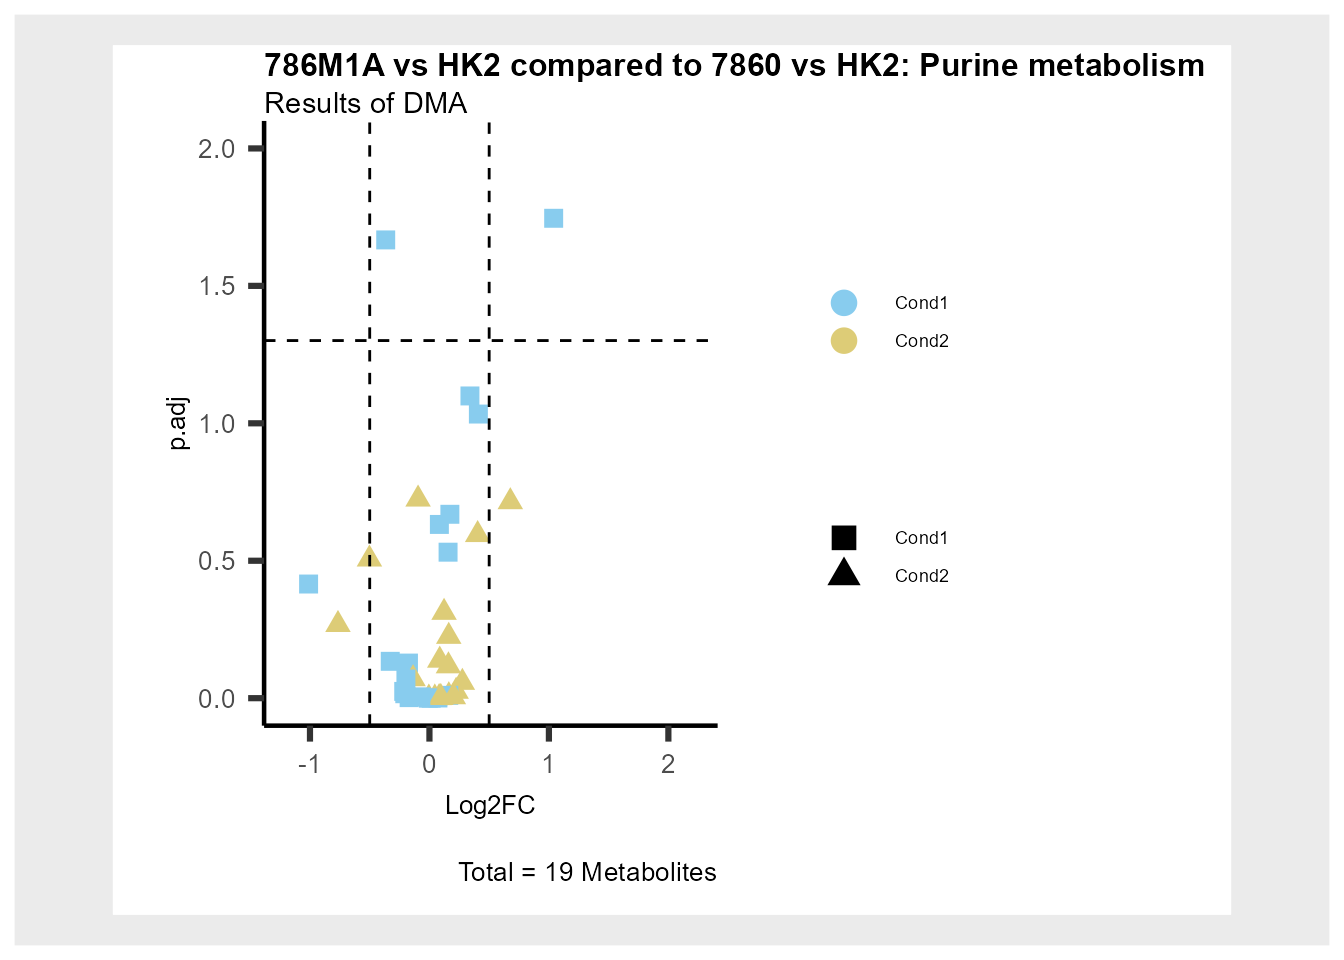 786M1A vs HK2 compared to 7860 vs HK2: Purine metabolism
Results of DMA
2.0
1.5
1.0
0.5
0.0
p.adj
-1
0
1
2
Log2FC
Total = 19 Metabolites
Cond1
Cond2
Cond1
Cond2